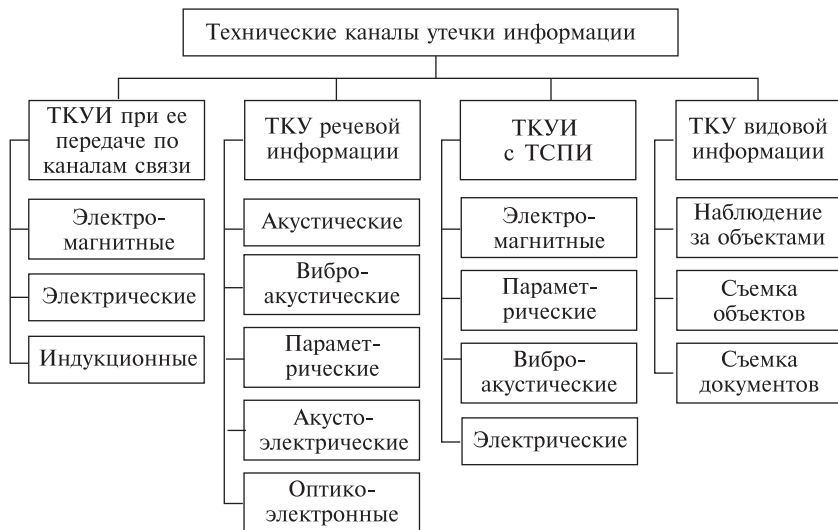 Технические каналы утечки информации
ТКУИ при ее
передаче по
каналам связи
Электро-
магнитные
Электрические
Индукционные
ТКУ речевой
информации
Акустические
Вибро-
акустические
Парамет-
рические
Акусто-
электрические
Оптико-
электронные
ТКУИ
с ТСПИ
Электро-
магнитные
Парамет-
рические
Вибро-
акустические
Электрические
ТКУ видовой
информации
Наблюдение
за объектами
Съемка
объектов
Съемка
документов